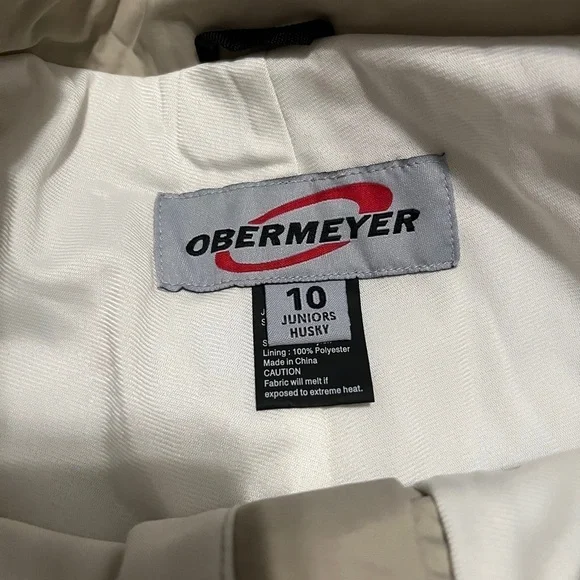 OBERMEYER
10
JUNIORS
HUSKY
Lining : 100% Polyester
Made in China
CAUTION
Fabric will melt if
exposed to extreme heat.